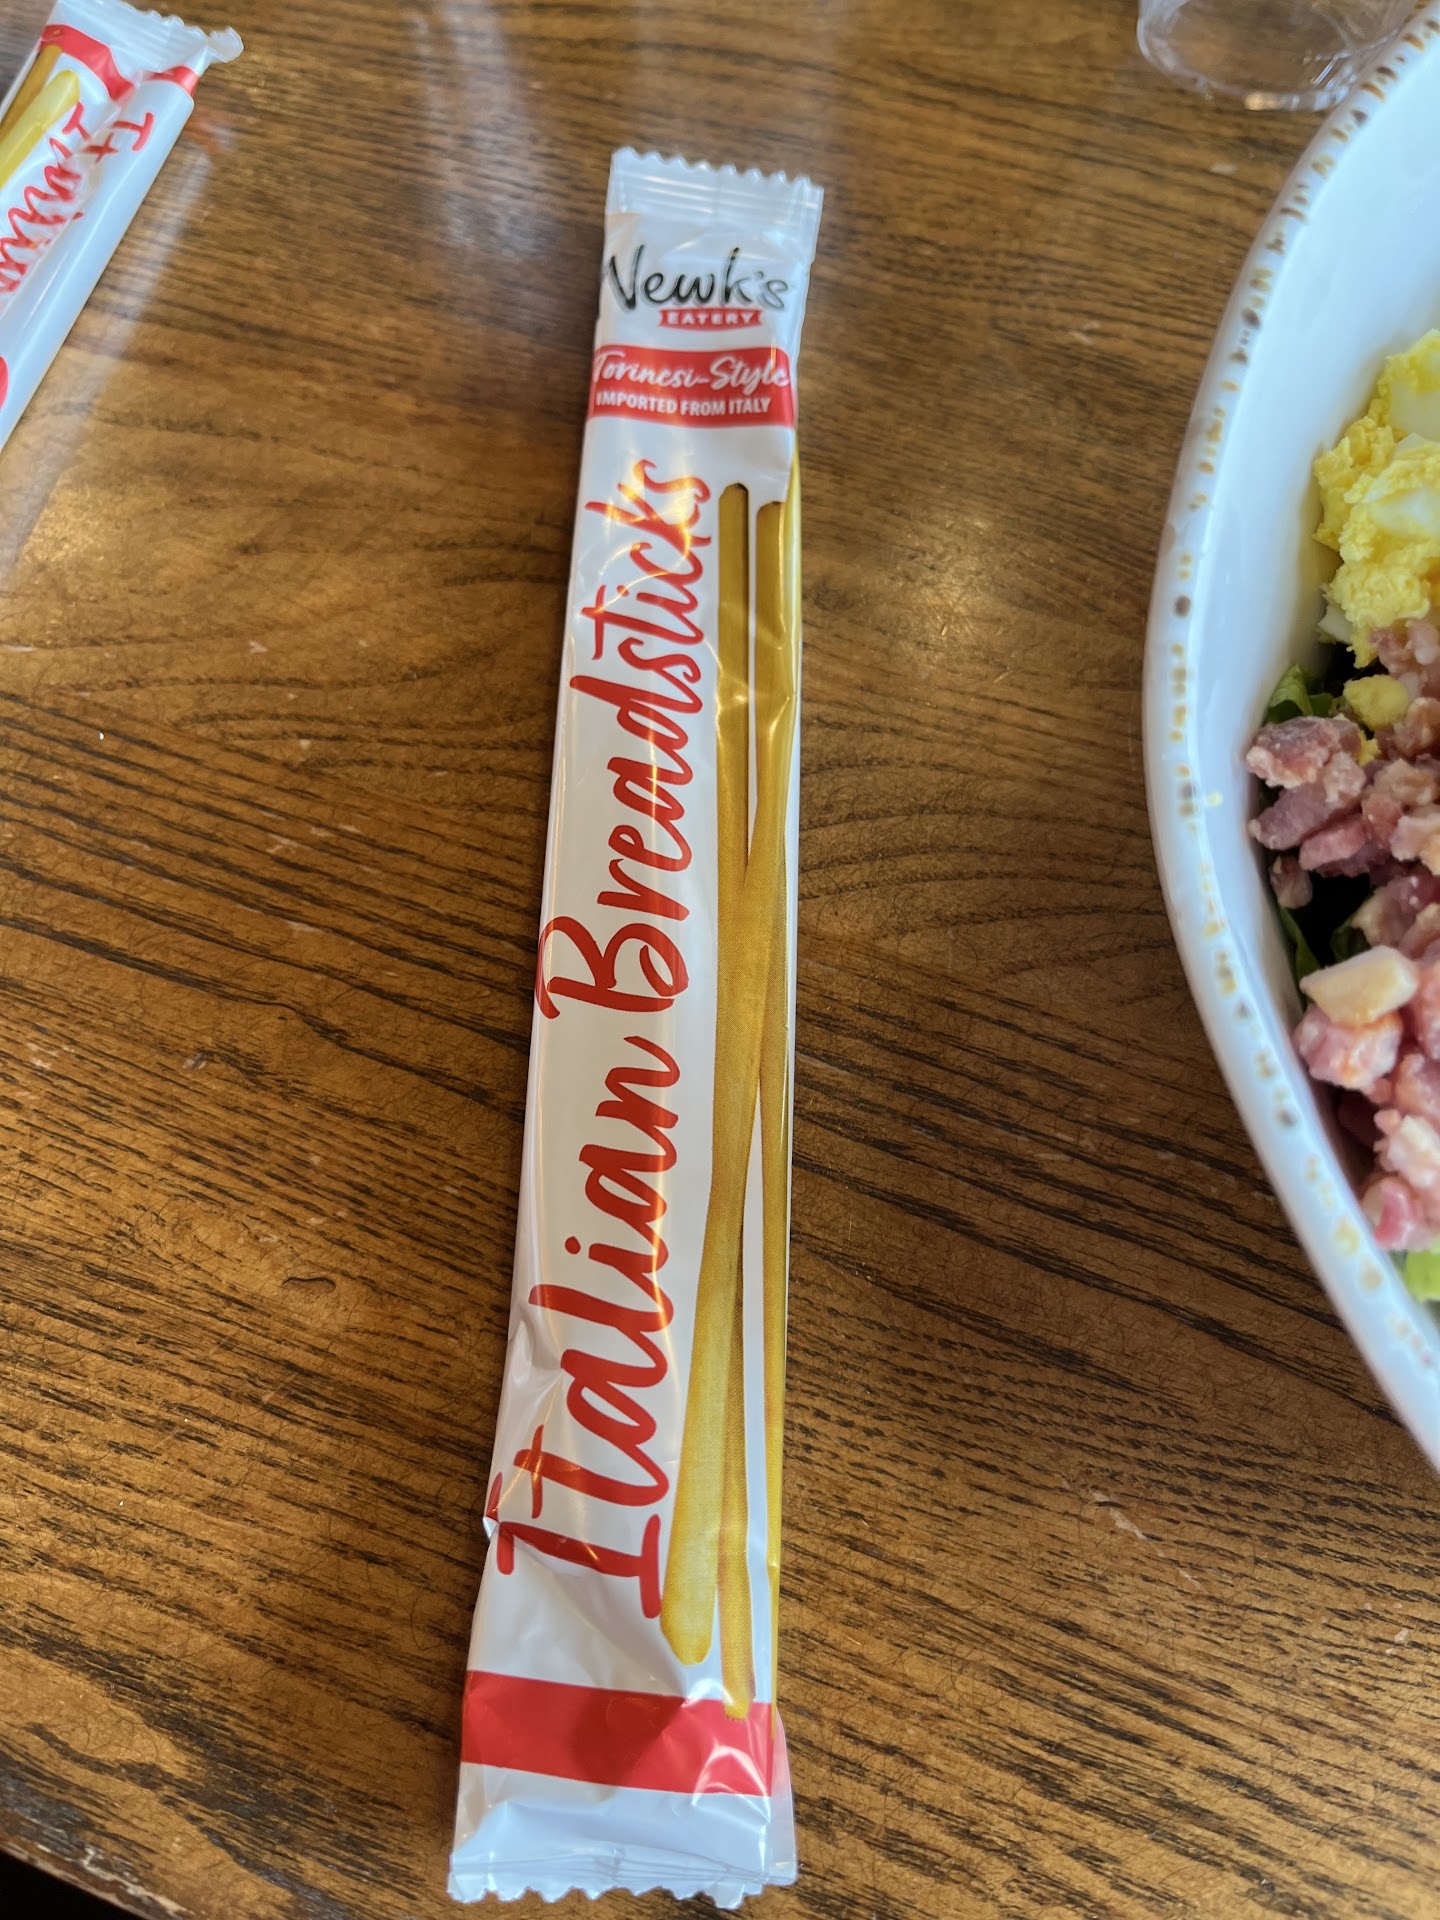 Newk's
EATERY
Torinesi-Style
IMPORTED FROM ITALY
Italian Breadsticks